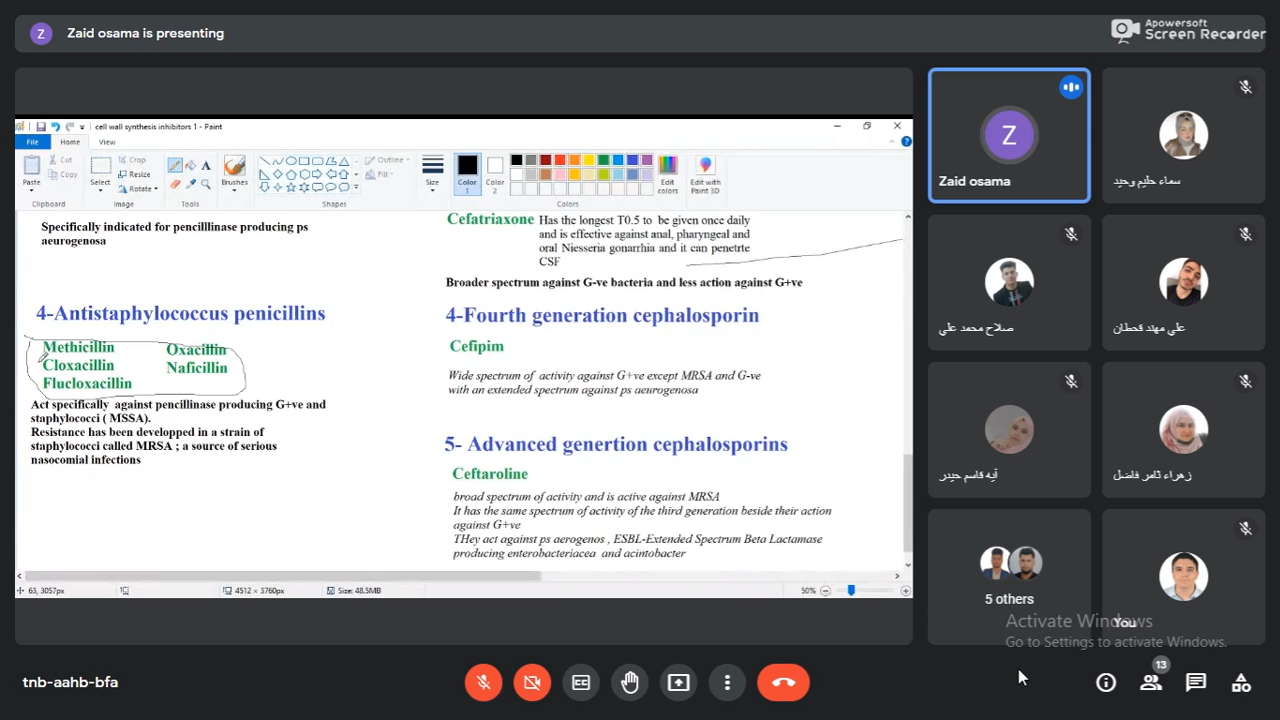 Zaid osama is presenting
Apowersoft
Screen Recorder
cell wall synthesis inhibitors 1 - Paint
File Home View
Paste
Cut
Copy
Clipboard
Select
Crop
Resize
Rotate
Image
Tools
Brushes
Shapes
Outline
Fill
Size
Color 1
Color 2
Edit colors
Edit with Paint 3D
Colors
Specifically indicated for pencilllinase producing ps
aeurogenosa
4-Antistaphylococcus penicillins
Methicillin
Cloxacillin
Flucloxacillin
Oxacillin
Naficillin
Act specifically against pencillinase producing G+ve and
staphylococci ( MSSA).
Resistance has been developped in a strain of
staphylococci called MRSA ; a source of serious
nasocomial infections
Cefatriaxone Has the longest T0.5 to be given once daily
and is effective against anal, pharyngeal and
oral Niesseria gonarrhia and it can penetrte
CSF
Broader spectrum against G-ve bacteria and less action against G+ve
4-Fourth generation cephalosporin
Cefipim
Wide spectrum of activity against G+ve except MRSA and G-ve
with an extended spectrum against ps aeurogenosa
5- Advanced genertion cephalosporins
Ceftaroline
broad spectrum of activity and is active against MRSA
It has the same spectrum of activity of the third generation beside their action
against G+ve
THey act against ps aerogenos , ESBL-Extended Spectrum Beta Lactamase
producing enterobacteriacea and acintobacter
63, 3057px
4512 × 3760px
Size: 48.5MB
50%
Z
Zaid osama
سماء حليم وحيد
صلاح محمد علي
علي مهند قحطان
آيه قاسم حيدر
زهراء ثامر فاضل
5 others
You
Activate Windows
Go to Settings to activate Windows.
tnb-aahb-bfa
13